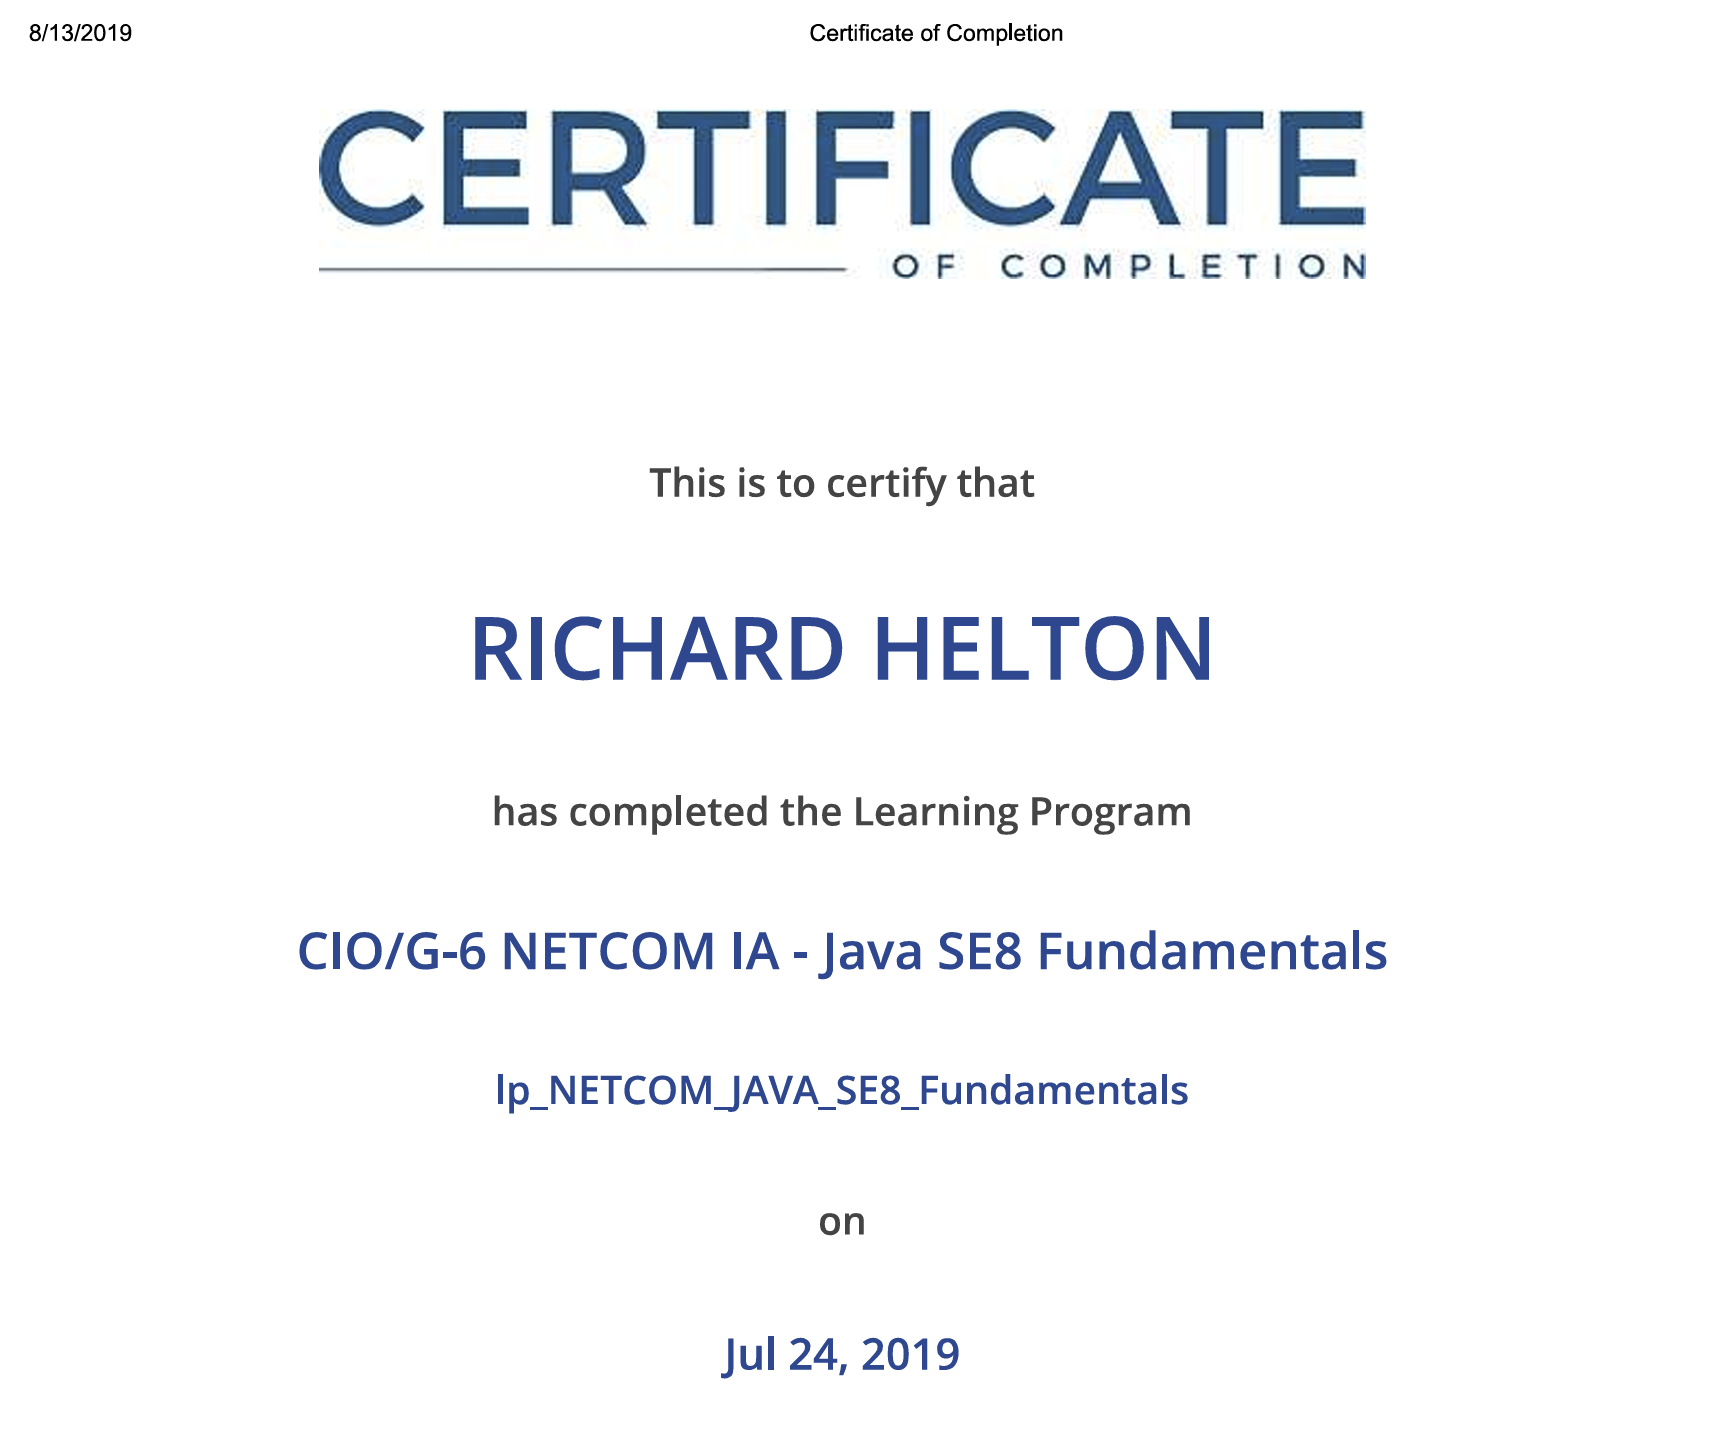 8/13/2019
Certificate of Completion
CERTIFICATE
OF COMPLETION
This is to certify that
RICHARD HELTON
has completed the Learning Program
CIO/G-6 NETCOM IA - Java SE8 Fundamentals
lp_NETCOM_JAVA_SE8_Fundamentals
on
Jul 24, 2019